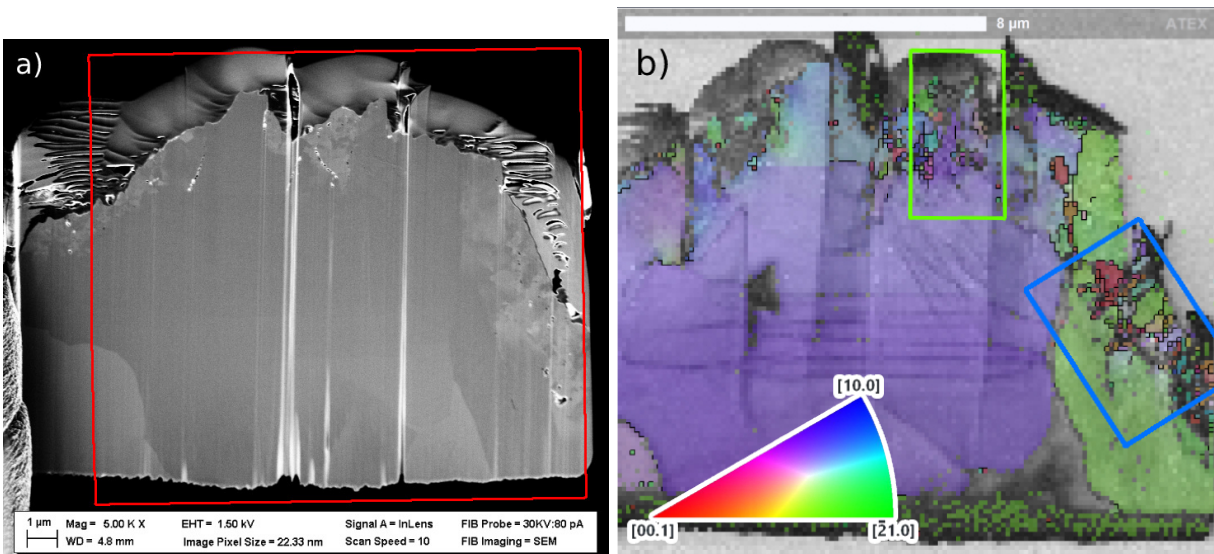 a)
1 µm
Mag = 5.00 K X
EHT = 1.50 kV
Signal A = InLens
FIB Probe = 30KV:80 pA
WD = 4.8 mm
Image Pixel Size = 22.33 nm
Scan Speed = 10
FIB Imaging = SEM
8 µm
ATEX
b)
[10.0]
[00.1]
[2̄1.0]